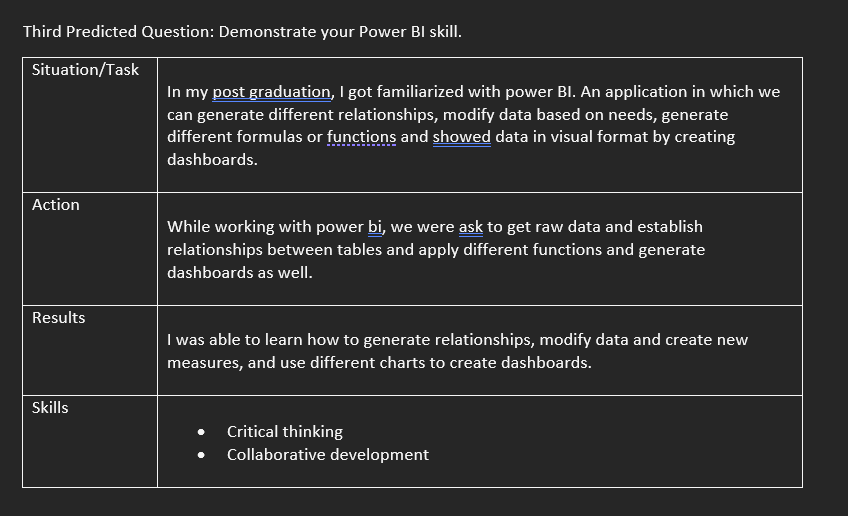 Third Predicted Question: Demonstrate your Power BI skill.
Situation/Task
In my post graduation, I got familiarized with power BI. An application in which we
can generate different relationships, modify data based on needs, generate
different formulas or functions and showed data in visual format by creating
dashboards.
Action
While working with power bi, we were ask to get raw data and establish
relationships between tables and apply different functions and generate
dashboards as well.
Results
I was able to learn how to generate relationships, modify data and create new
measures, and use different charts to create dashboards.
Skills
• Critical thinking
• Collaborative development